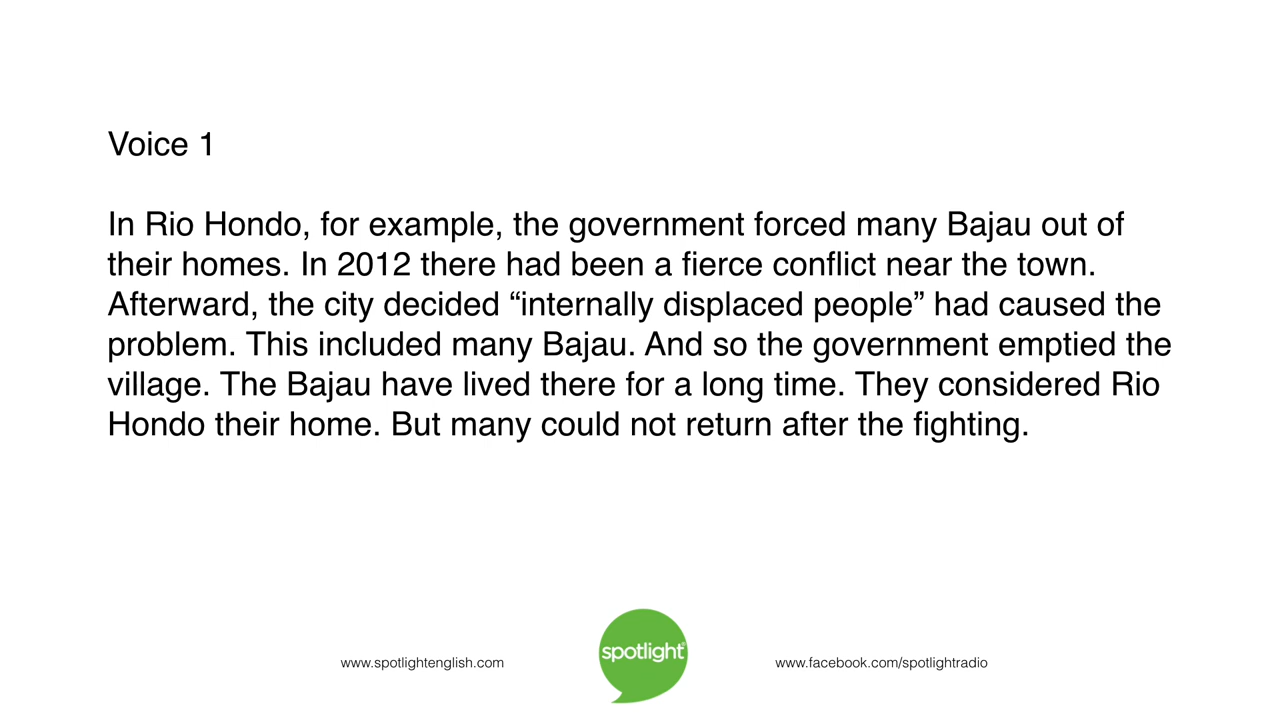 Voice 1
In Rio Hondo, for example, the government forced many Bajau out of
their homes. In 2012 there had been a fierce conflict near the town.
Afterward, the city decided “internally displaced people” had caused the
problem. This included many Bajau. And so the government emptied the
village. The Bajau have lived there for a long time. They considered Rio
Hondo their home. But many could not return after the fighting.
www.spotlightenglish.com
spotlight®
www.facebook.com/spotlightradio